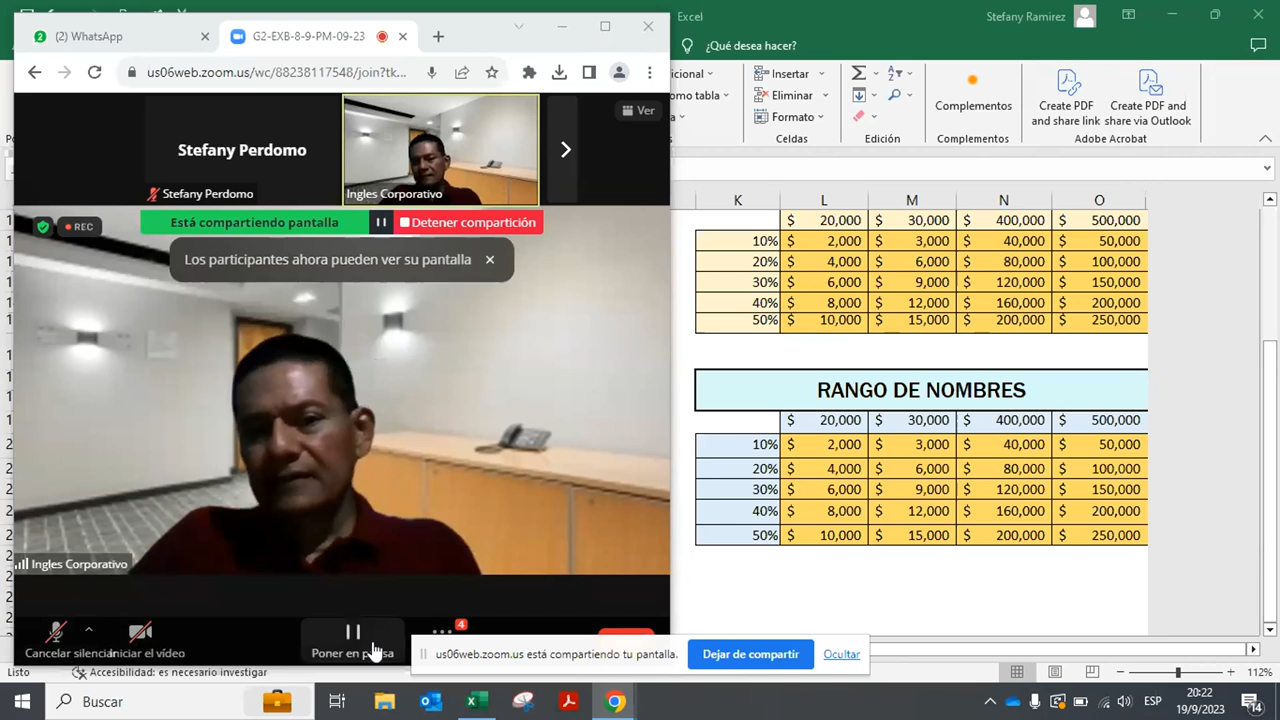 Excel
Stefany Ramirez
(2) WhatsApp
G2-EXB-8-9-PM-09-23
¿Qué desea hacer?
us06web.zoom.us/wc/88238117548/join?tk...
Ver
Stefany Perdomo
Stefany Perdomo
Ingles Corporativo
REC
Está compartiendo pantalla
Detener compartición
Los participantes ahora pueden ver su pantalla
Ingles Corporativo
Cancelar silenciar
Iniciar el vídeo
Poner en pausa
4
us06web.zoom.us está compartiendo tu pantalla.
Dejar de compartir
Ocultar
icional
omo tabla
Insertar
Eliminar
Formato
Celdas
Edición
Complementos
Complementos
Create PDF and share link
Create PDF and share via Outlook
Adobe Acrobat
K L M N O
$ 20,000 $ 30,000 $ 400,000 $ 500,000
10% $ 2,000 $ 3,000 $ 40,000 $ 50,000
20% $ 4,000 $ 6,000 $ 80,000 $ 100,000
30% $ 6,000 $ 9,000 $ 120,000 $ 150,000
40% $ 8,000 $ 12,000 $ 160,000 $ 200,000
50% $ 10,000 $ 15,000 $ 200,000 $ 250,000
RANGO DE NOMBRES
$ 20,000 $ 30,000 $ 400,000 $ 500,000
10% $ 2,000 $ 3,000 $ 40,000 $ 50,000
20% $ 4,000 $ 6,000 $ 80,000 $ 100,000
30% $ 6,000 $ 9,000 $ 120,000 $ 150,000
40% $ 8,000 $ 12,000 $ 160,000 $ 200,000
50% $ 10,000 $ 15,000 $ 200,000 $ 250,000
Listo
Accesibilidad: es necesario investigar
112%
Buscar
ESP
20:22
19/9/2023
14